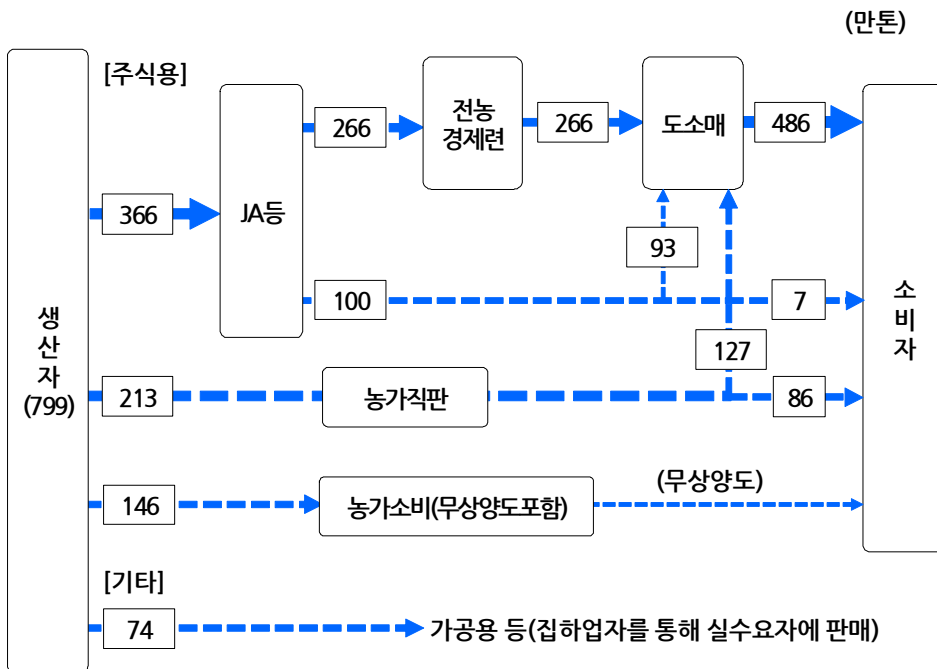 (만톤)
[주식용]
266
전농
경제련
266
도소매
486
366
JA등
93
100
7
생
산
자
(799)
소
비
자
127
213
농가직판
86
146
농가소비(무상양도포함)
(무상양도)
[기타]
74
가공용 등(집하업자를 통해 실수요자에 판매)